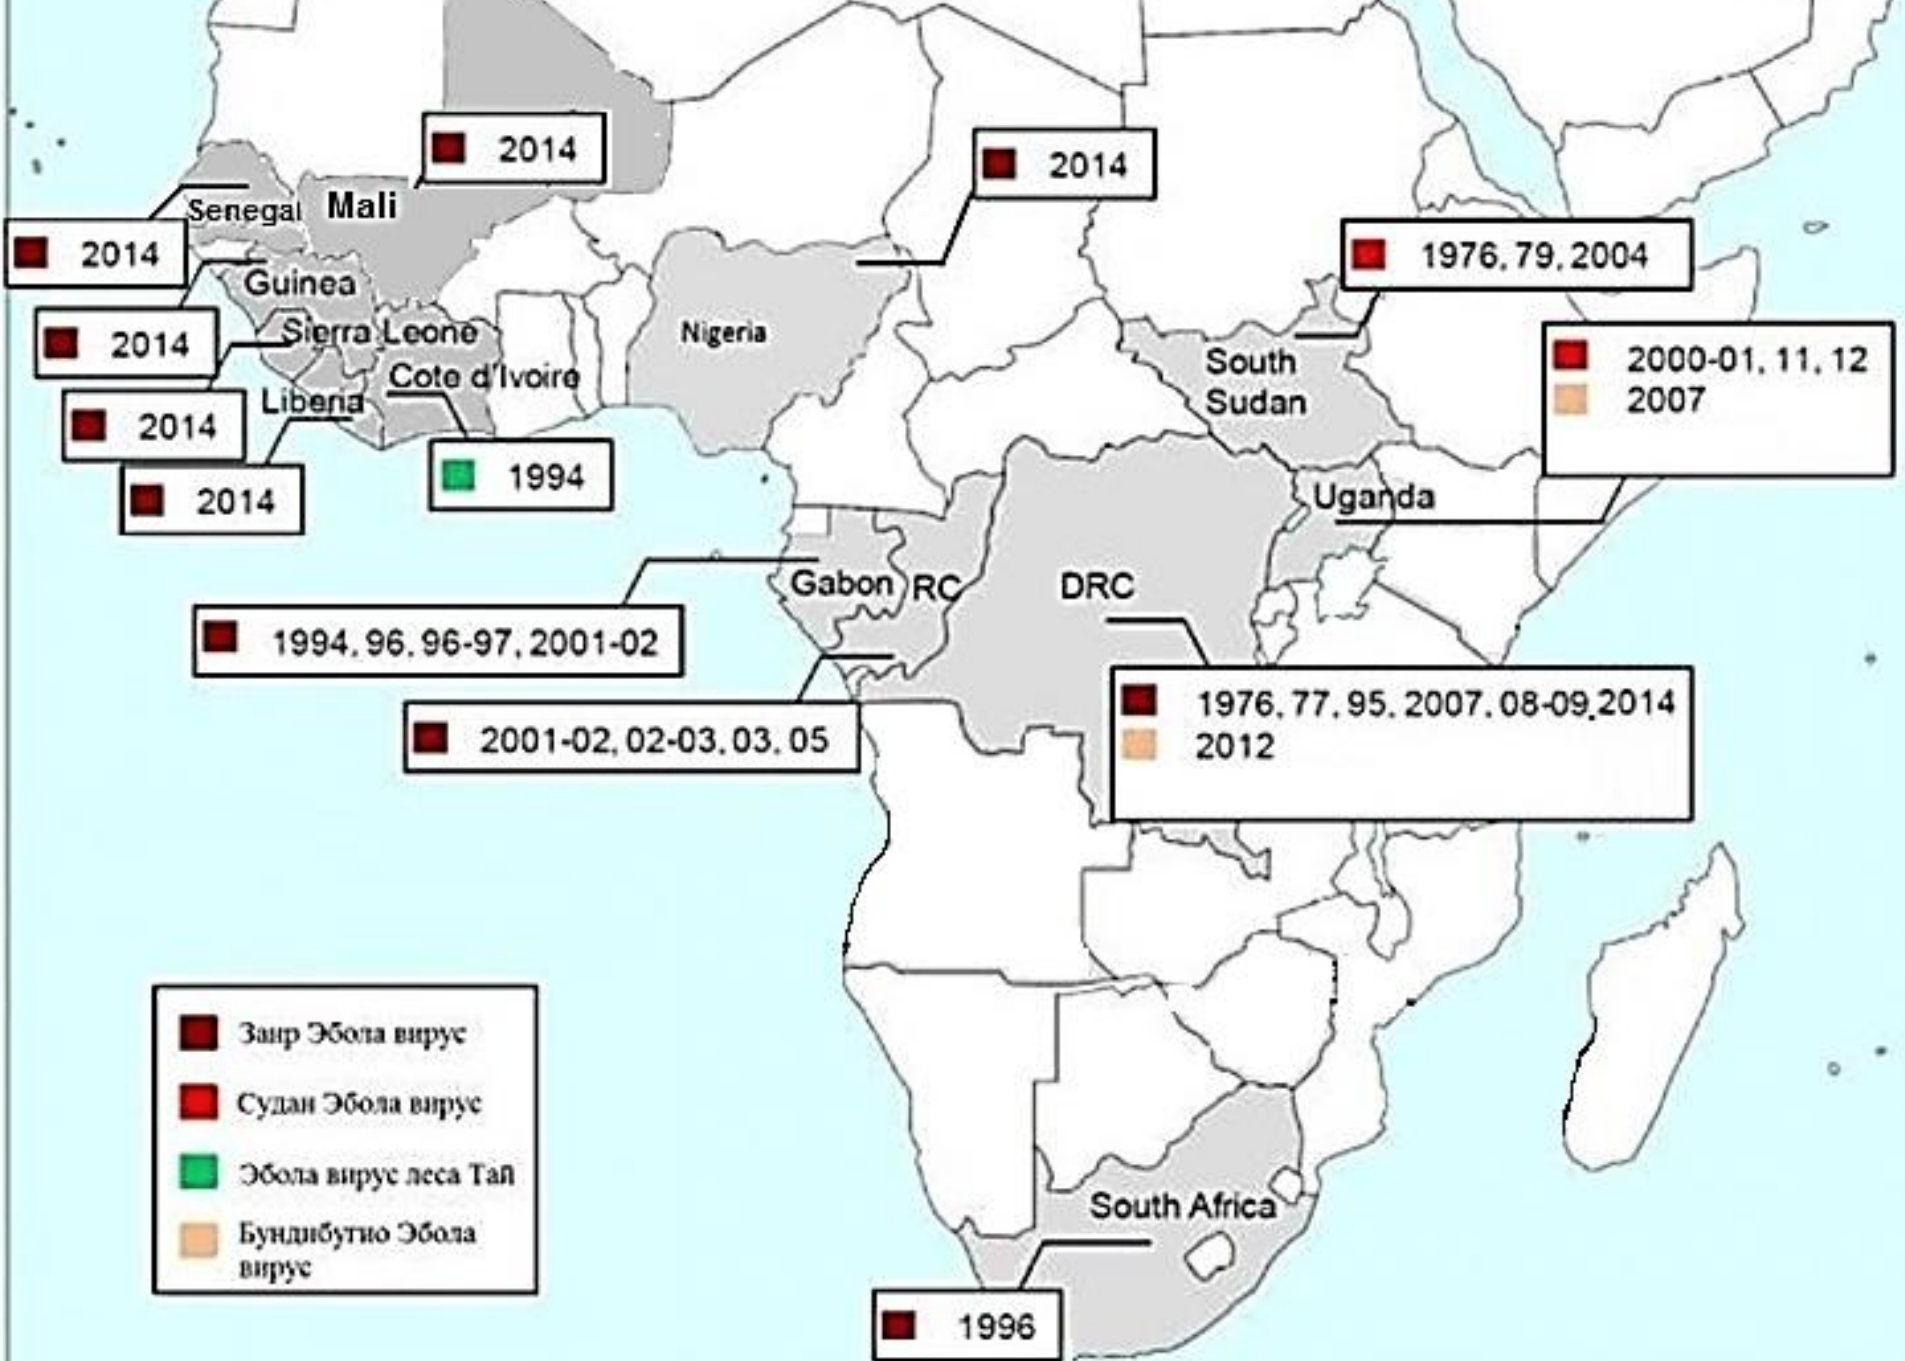 2014
2014
Senegal
Mali
2014
1976, 79, 2004
2014
Guinea
2014
Sierra Leone
Nigeria
South
Sudan
2000-01, 11, 12
2007
Cote d'Ivoire
Liberia
2014
1994
2014
Uganda
Gabon
RC
DRC
1994, 96, 96-97, 2001-02
1976, 77, 95, 2007, 08-09, 2014
2012
2001-02, 02-03, 03, 05
Заир Эбола вирус
Судан Эбола вирус
Эбола вирус леса Тай
Бундибугио Эбола
вирус
South Africa
1996